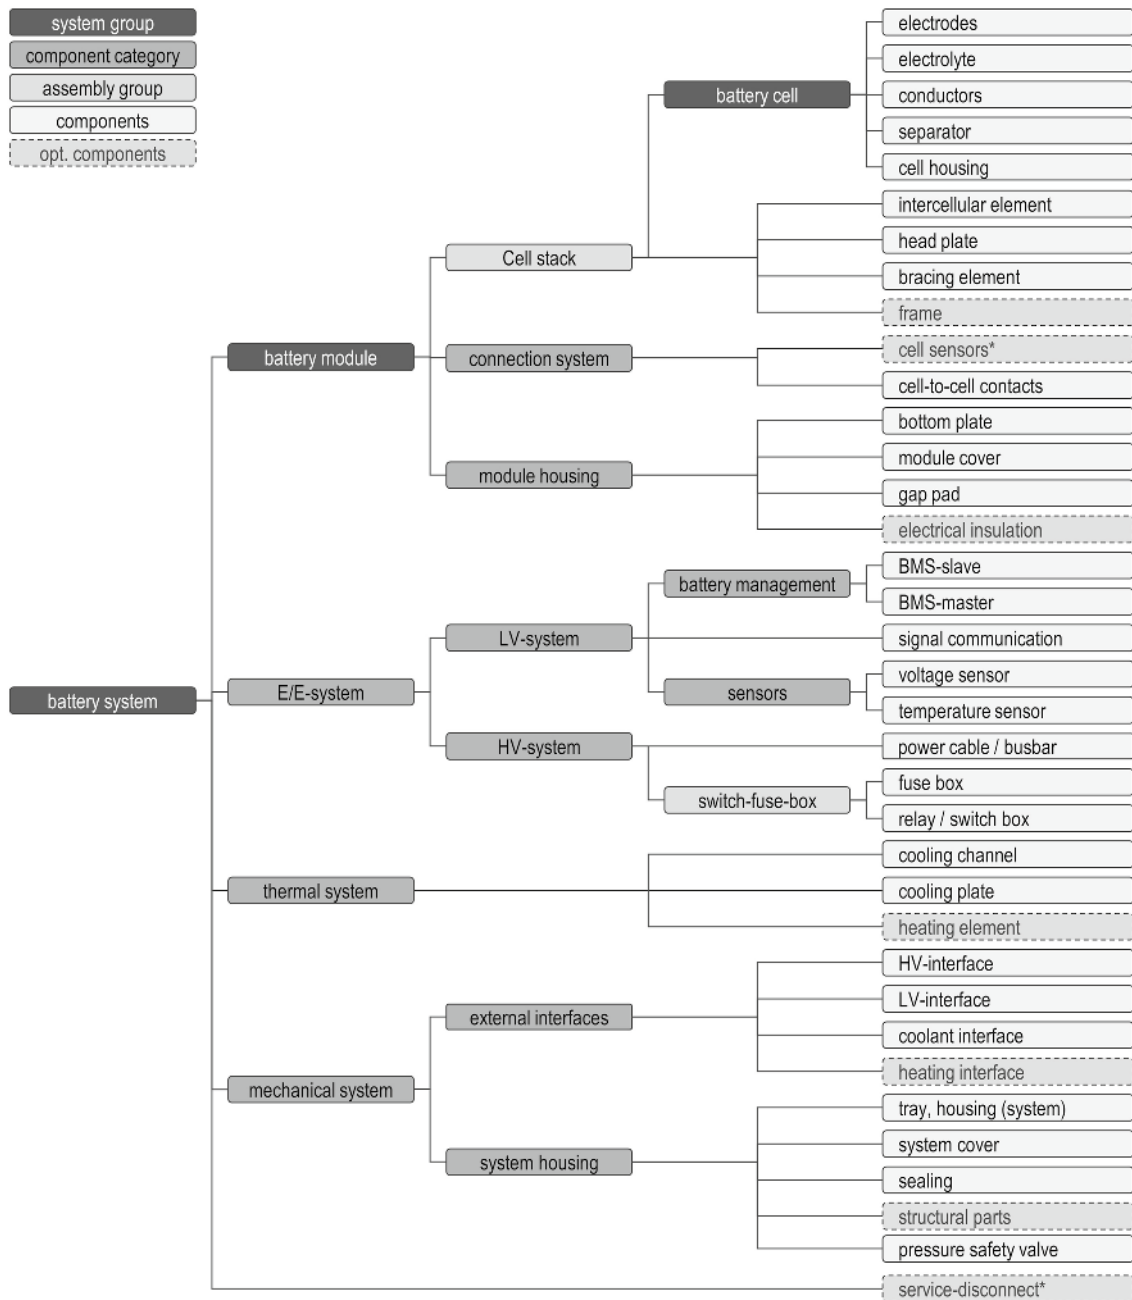 system group
component category
assembly group
components
opt. components
battery system
battery module
Cell stack
battery cell
electrodes
electrolyte
conductors
separator
cell housing
intercellular element
head plate
bracing element
frame
connection system
cell sensors*
cell-to-cell contacts
module housing
bottom plate
module cover
gap pad
electrical insulation
E/E-system
LV-system
battery management
BMS-slave
BMS-master
signal communication
sensors
voltage sensor
temperature sensor
HV-system
power cable / busbar
switch-fuse-box
fuse box
relay / switch box
thermal system
cooling channel
cooling plate
heating element
mechanical system
external interfaces
HV-interface
LV-interface
coolant interface
heating interface
system housing
tray, housing (system)
system cover
sealing
structural parts
pressure safety valve
service-disconnect*